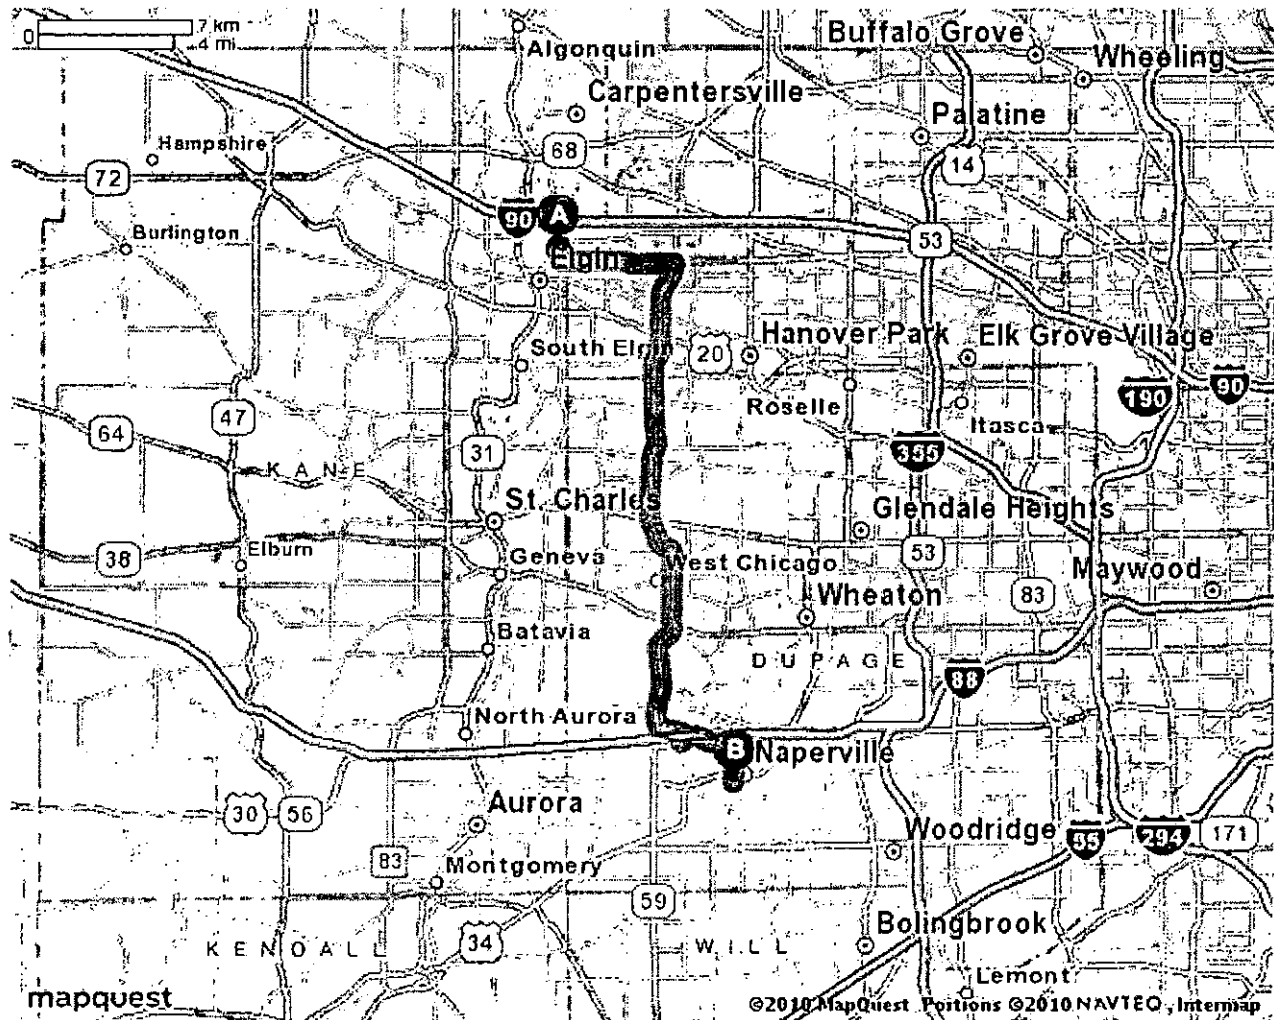 0
7 km
4 mi
Algonquin
Buffalo Grove
Wheeling
Carpentersville
Palatine
Hampshire
68
14
72
90
A
53
Burlington
Elgin
Hanover Park
Elk Grove Village
South Elgin
20
190
90
Roselle
Itasca
47
64
31
355
KANE
St. Charles
Glendale Heights
38
Elburn
Geneva
West Chicago
53
Maywood
83
Wheaton
Batavia
DUPAGE
88
North Aurora
B
Naperville
30
56
Aurora
Woodridge
55
294
171
83
Montgomery
59
Bolingbrook
KENDALL
34
WILL
Lemont
mapquest
©2010 MapQuest Portions ©2010 NAVTEQ, Intermap